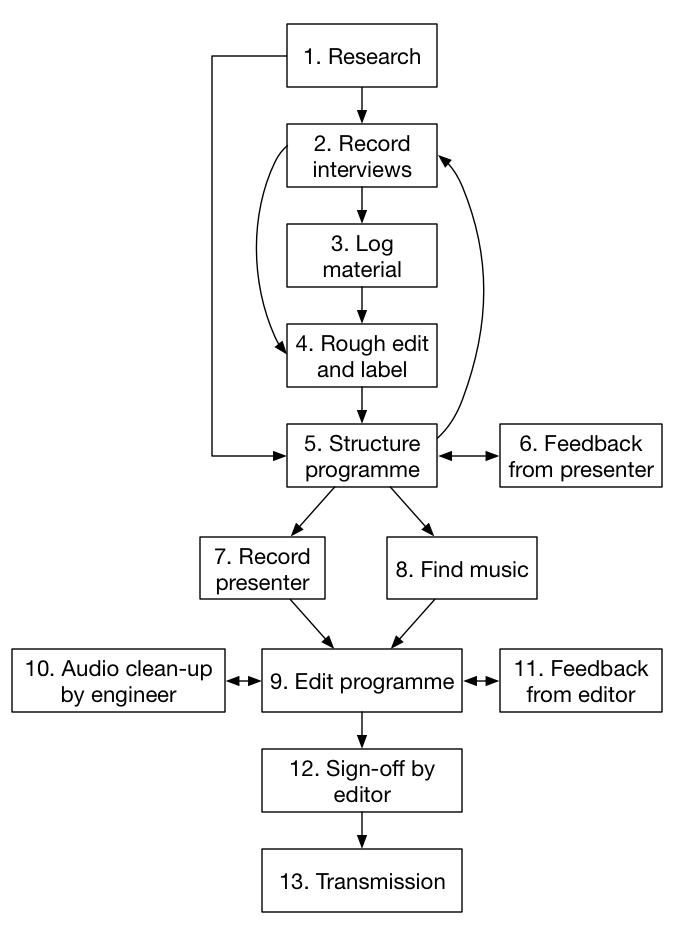 1. Research
2. Record
interviews
3. Log
material
4. Rough edit
and label
5. Structure
programme
6. Feedback
from presenter
7. Record
presenter
8. Find music
9. Edit programme
10. Audio clean-up
by engineer
11. Feedback
from editor
12. Sign-off by
editor
13. Transmission